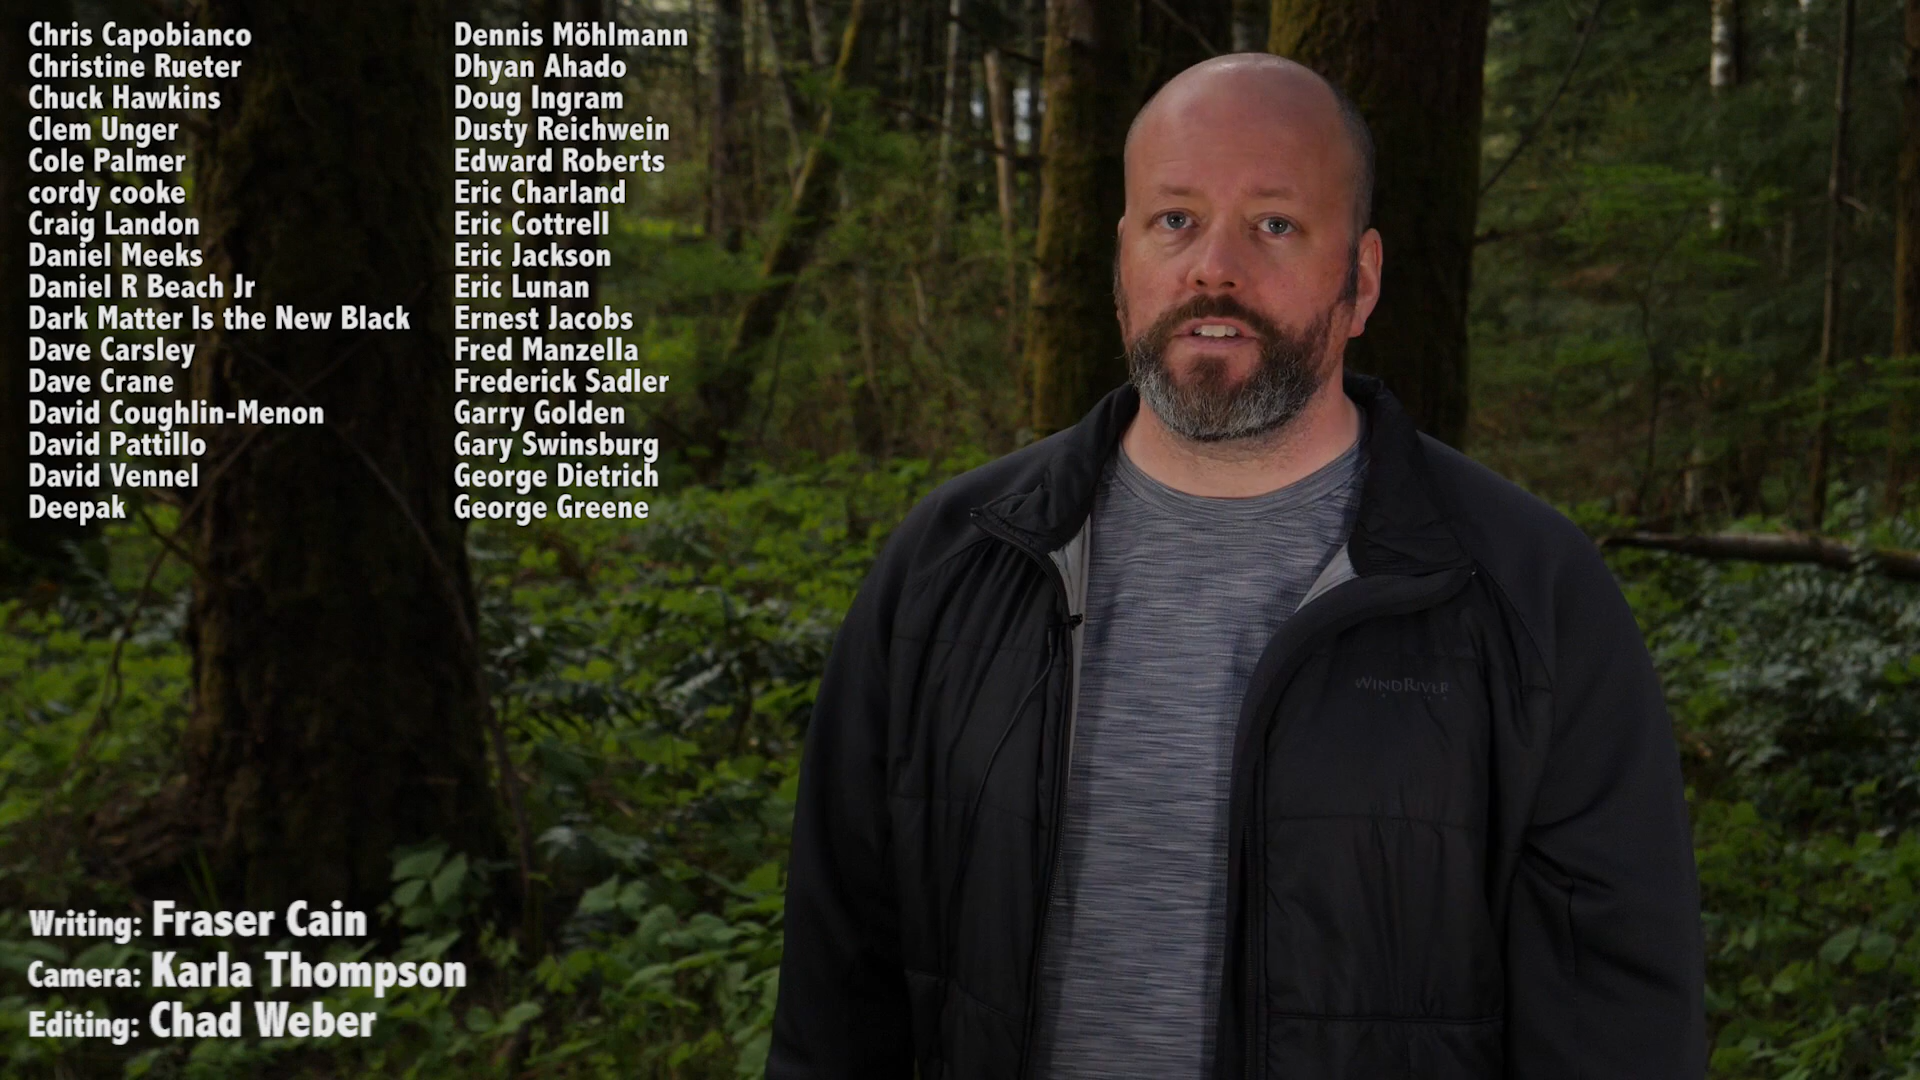 Chris Capobianco
Christine Rueter
Chuck Hawkins
Clem Unger
Cole Palmer
cordy cooke
Craig Landon
Daniel Meeks
Daniel R Beach Jr
Dark Matter Is the New Black
Dave Carsley
Dave Crane
David Coughlin-Menon
David Pattillo
David Vennel
Deepak
Dennis Möhlmann
Dhyan Ahado
Doug Ingram
Dusty Reichwein
Edward Roberts
Eric Charland
Eric Cottrell
Eric Jackson
Eric Lunan
Ernest Jacobs
Fred Manzella
Frederick Sadler
Garry Golden
Gary Swinsburg
George Dietrich
George Greene
Writing: Fraser Cain
Camera: Karla Thompson
Editing: Chad Weber
WINDRIVER